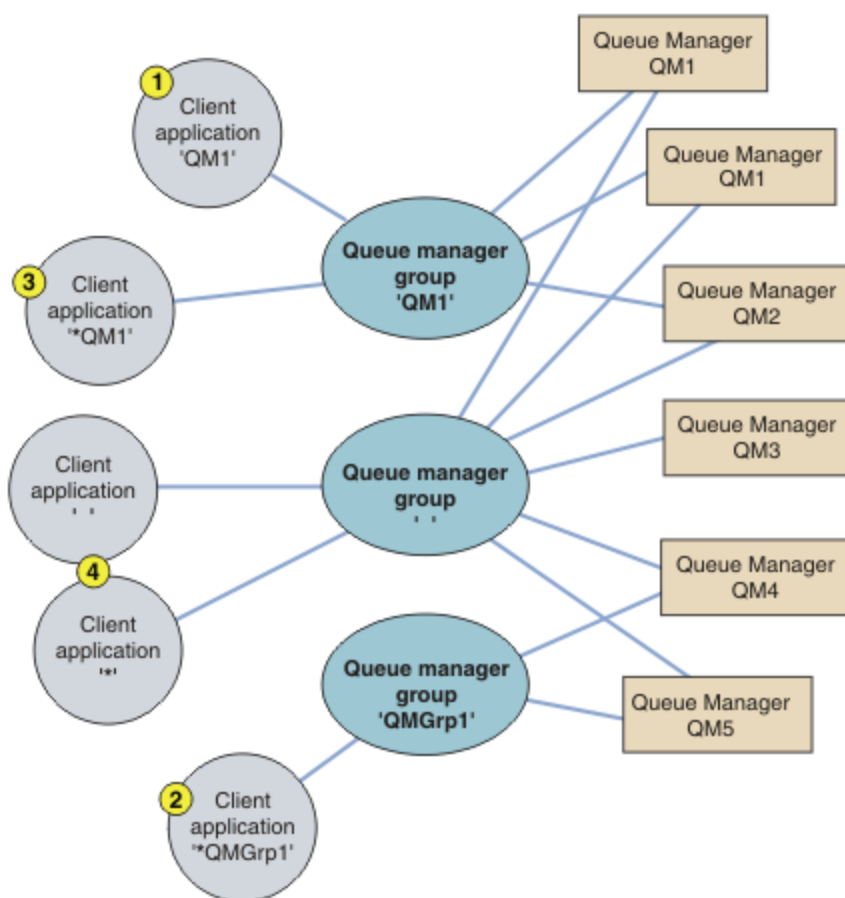 1
Client
application
'QM1'
3
Client
application
'*QM1'
Client
application
' '
4
Client
application
'*'
2
Client
application
'*QMGrp1'
Queue manager
group
'QM1'
Queue manager
group
' '
Queue manager
group
'QMGrp1'
Queue Manager
QM1
Queue Manager
QM1
Queue Manager
QM2
Queue Manager
QM3
Queue Manager
QM4
Queue Manager
QM5